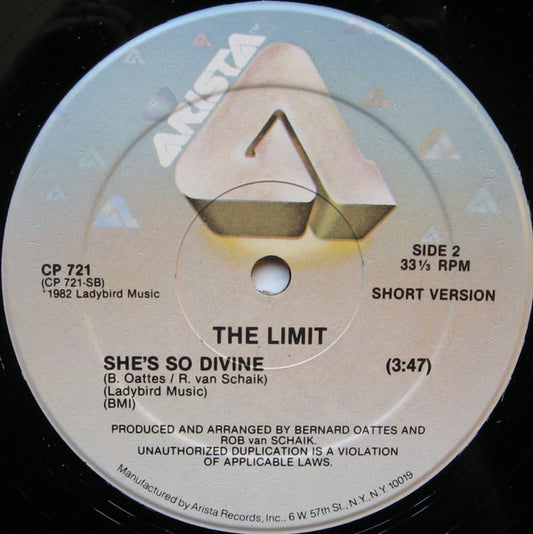 ARISTA
CP 721
(CP 721-SB)
℗1982 Ladybird Music
SIDE 2
33 1/3 RPM
SHORT VERSION
THE LIMIT
SHE'S SO DIVINE (3:47)
(B. Oattes / R. van Schaik)
(Ladybird Music)
(BMI)
PRODUCED AND ARRANGED BY BERNARD OATTES AND
ROB van SCHAIK.
UNAUTHORIZED DUPLICATION IS A VIOLATION
OF APPLICABLE LAWS.
Manufactured by Arista Records, Inc., 6 W. 57th St., N.Y., N.Y. 10019